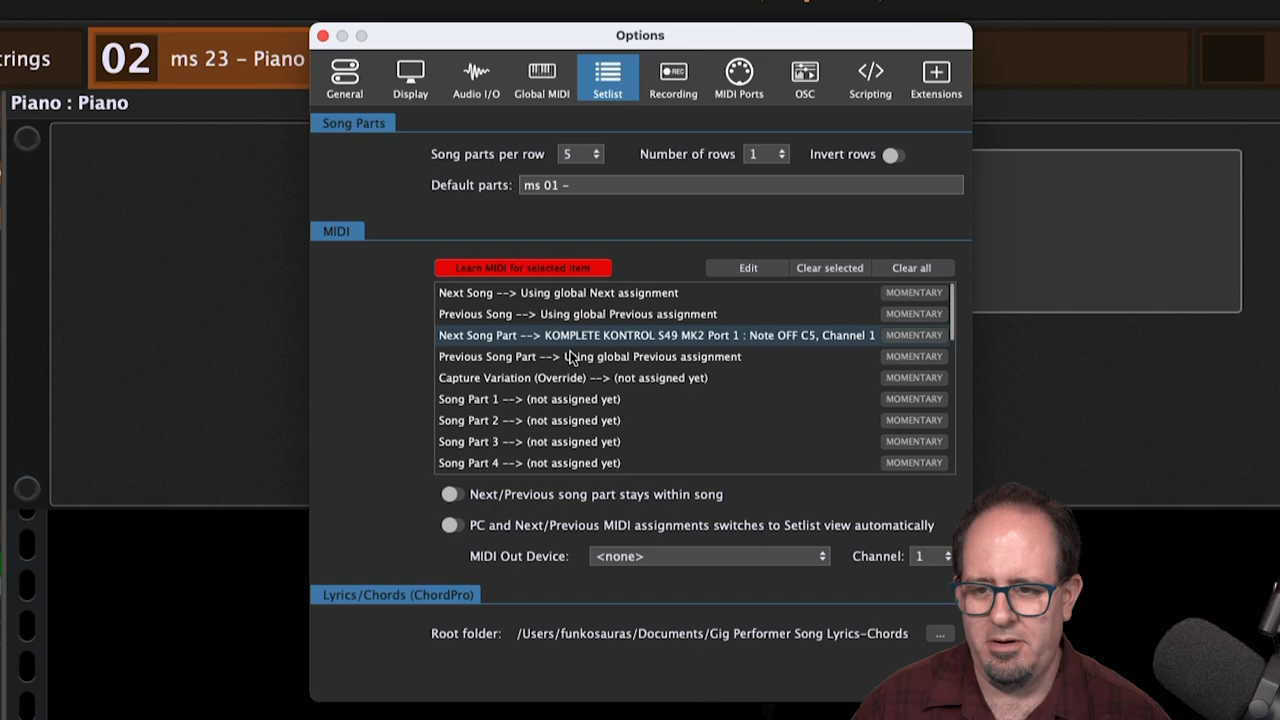 Options
rings
02
ms 23 – Piano
Piano : Piano
General
Display
Audio I/O
Global MIDI
Setlist
REC
Recording
MIDI Ports
OSC
Scripting
Extensions
Song Parts
Song parts per row 5 Number of rows 1 Invert rows
Default parts: ms 01 –
MIDI
Learn MIDI for selected item Edit Clear selected Clear all
Next Song --> Using global Next assignment MOMENTARY
Previous Song --> Using global Previous assignment MOMENTARY
Next Song Part --> KOMPLETE KONTROL S49 MK2 Port 1 : Note OFF C5, Channel 1 MOMENTARY
Previous Song Part --> Using global Previous assignment MOMENTARY
Capture Variation (Override) --> (not assigned yet) MOMENTARY
Song Part 1 --> (not assigned yet) MOMENTARY
Song Part 2 --> (not assigned yet) MOMENTARY
Song Part 3 --> (not assigned yet) MOMENTARY
Song Part 4 --> (not assigned yet) MOMENTARY
Next/Previous song part stays within song
PC and Next/Previous MIDI assignments switches to Setlist view automatically
MIDI Out Device: <none> Channel: 1
Lyrics/Chords (ChordPro)
Root folder: /Users/funkosauras/Documents/Gig Performer Song Lyrics-Chords ...